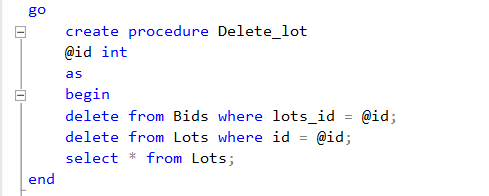 go
create procedure Delete_lot
@id int
as
begin
delete from Bids where lots_id = @id;
delete from Lots where id = @id;
select * from Lots;
end